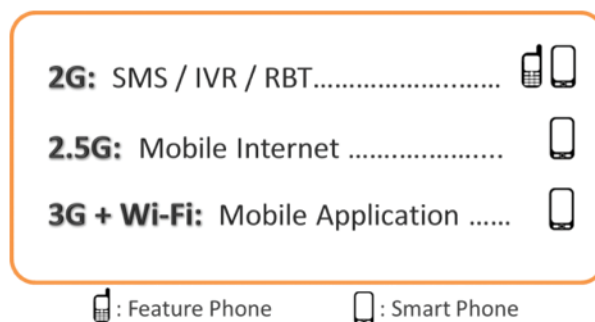 2G: SMS / IVR / RBT………………..……
2.5G: Mobile Internet …….…………....
3G + Wi-Fi: Mobile Application ……
: Feature Phone
: Smart Phone